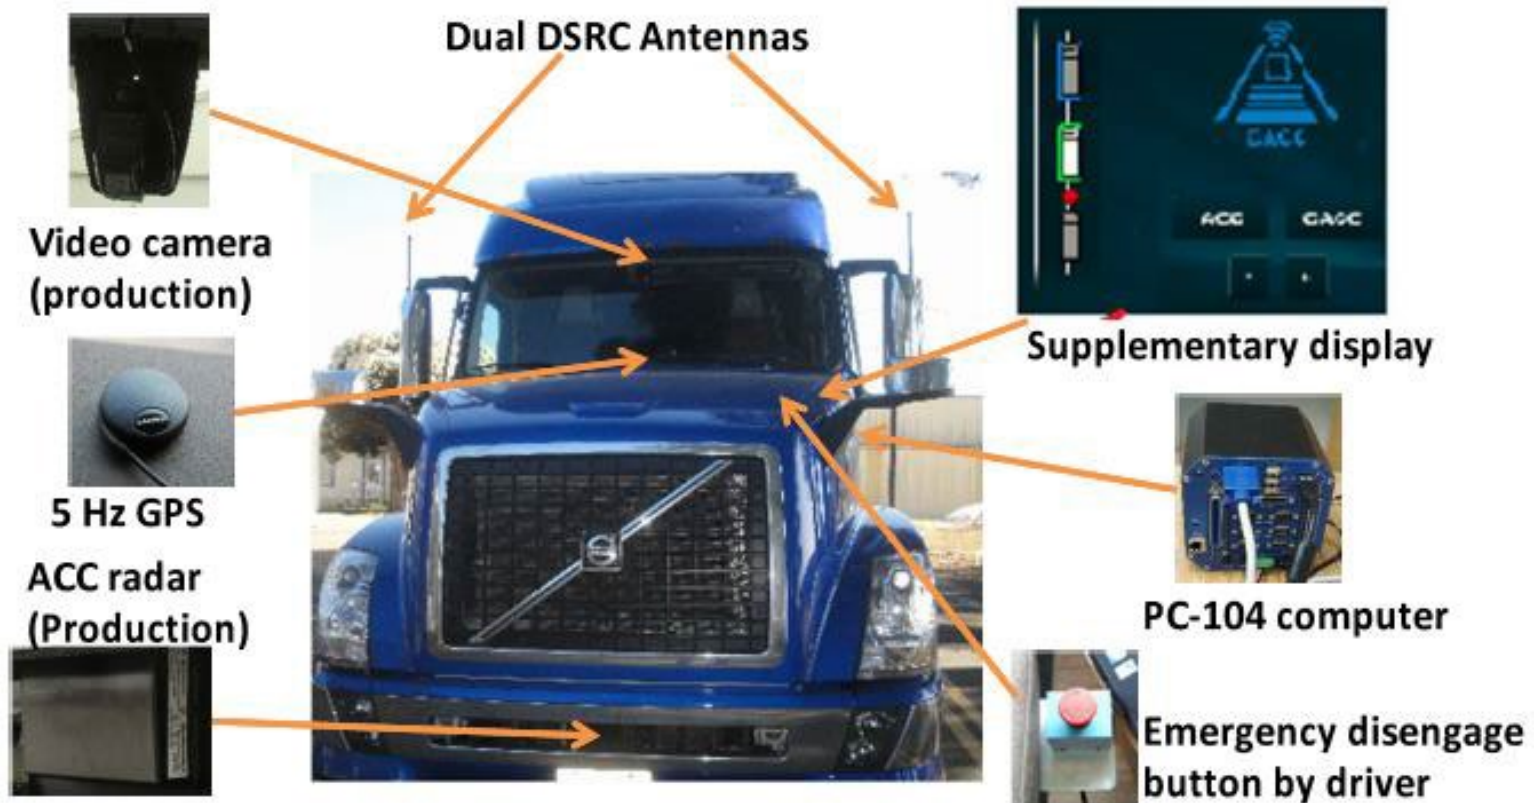 Dual DSRC Antennas
Video camera
(production)
CACC
ACC CACC
Supplementary display
5 Hz GPS
ACC radar
(Production)
PC-104 computer
Emergency disengage
button by driver